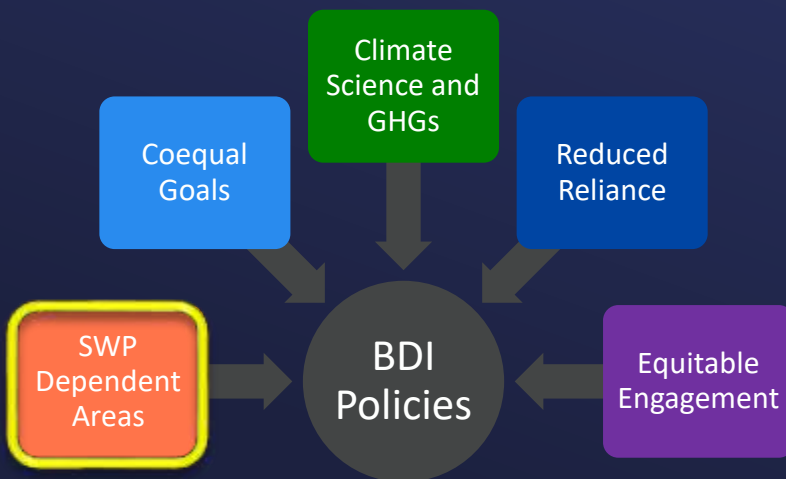 Climate
Science and
GHGs
Coequal
Goals
Reduced
Reliance
SWP
Dependent
Areas
BDI
Policies
Equitable
Engagement